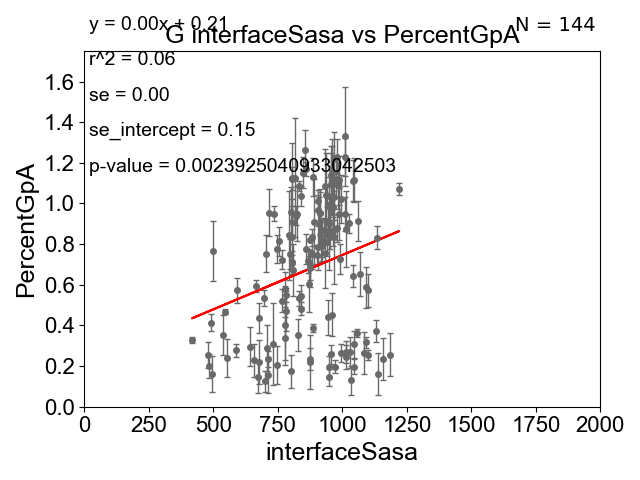 y = 0.00x + 0.21
N = 144
G interfaceSasa vs PercentGpA
r^2 = 0.06
se = 0.00
se_intercept = 0.15
p-value = 0.0023925040933042503
PercentGpA
1.6
1.4
1.2
1.0
0.8
0.6
0.4
0.2
0.0
0 250 500 750 1000 1250 1500 1750 2000
interfaceSasa